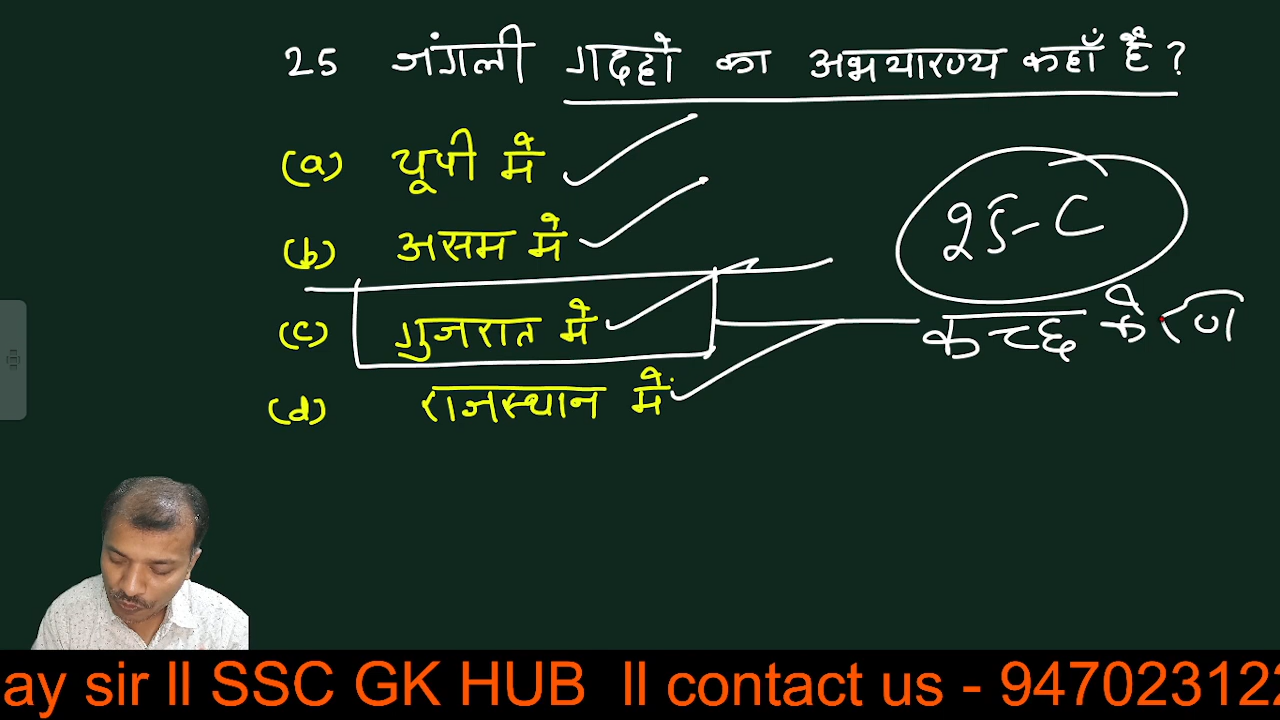 25 जंगली गदहों का अभयारण्य कहाँ हैं ?
(a) यूपी में
(b) असम में
(c) गुजरात में
(d) राजस्थान में
25-C
कच्छ के रण
ay sir ll SSC GK HUB ll contact us - 947023122